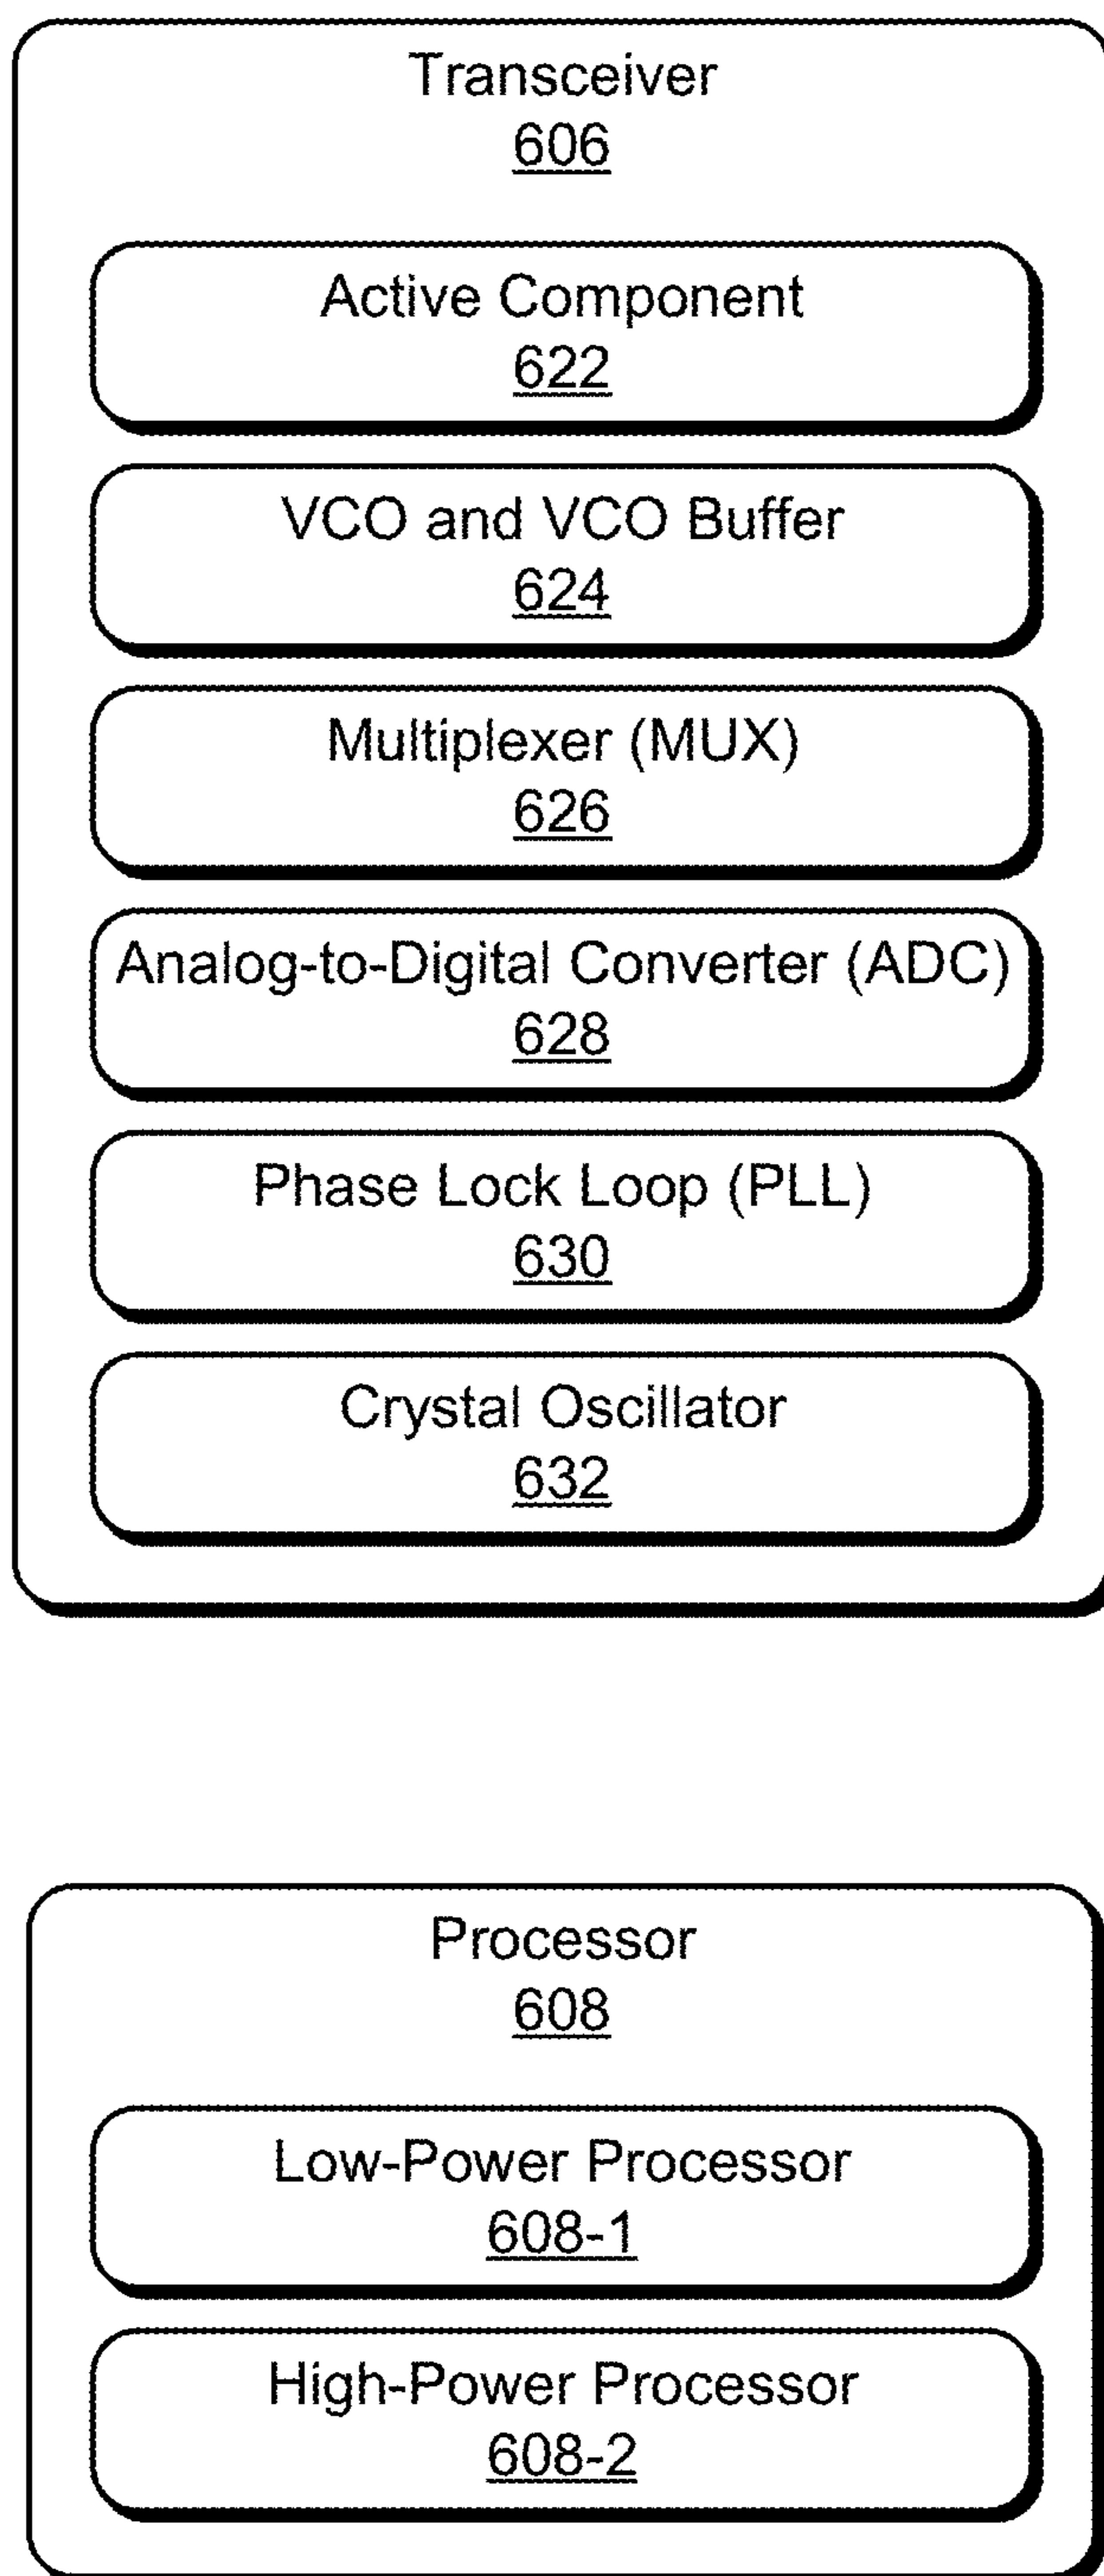 Transceiver
606
Active Component
622
VCO and VCO Buffer
624
Multiplexer (MUX)
626
Analog-to-Digital Converter (ADC)
628
Phase Lock Loop (PLL)
630
Crystal Oscillator
632
Processor
608
Low-Power Processor
608-1
High-Power Processor
608-2